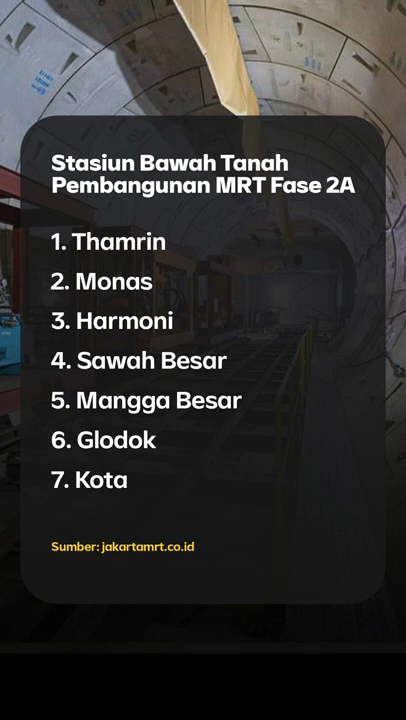 Stasiun Bawah Tanah
Pembangunan MRT Fase 2A
1. Thamrin
2. Monas
3. Harmoni
4. Sawah Besar
5. Mangga Besar
6. Glodok
7. Kota
Sumber: jakartamrt.co.id